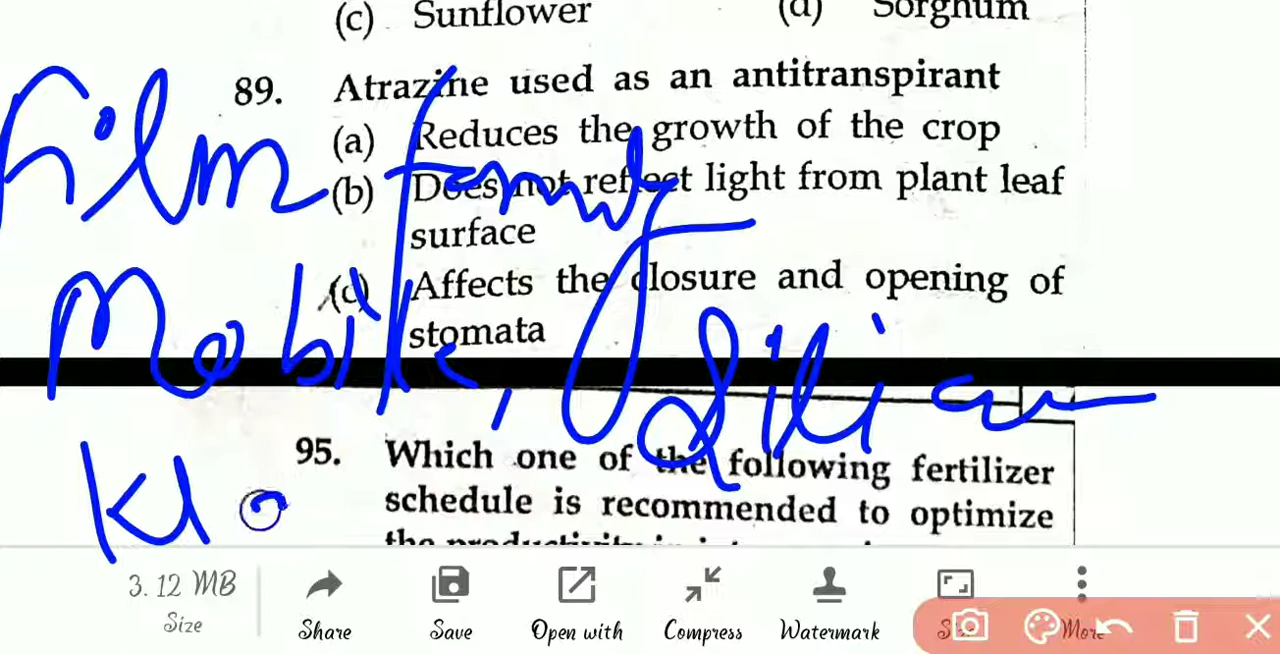 (c) Sunflower (d) Sorghum
89. Atrazine used as an antitranspirant
(a) Reduces the growth of the crop
(b) Does not reflect light from plant leaf
surface
(c) Affects the closure and opening of
stomata
Film
Mobile,
95. Which one of the following fertilizer
schedule is recommended to optimize
3. 12 MB
Size
Share
Save
Open with
Compress
Watermark
More